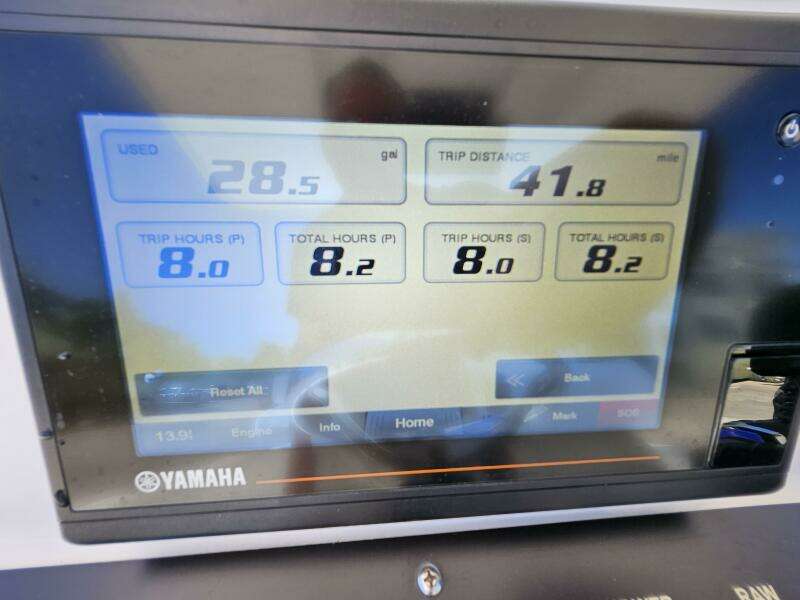 USED gal
28.5
TRIP DISTANCE mile
41.8
TRIP HOURS (P)
8.0
TOTAL HOURS (P)
8.2
TRIP HOURS (S)
8.0
TOTAL HOURS (S)
8.2
Reset All
Back
Engine Info Home Mark SOS
YAMAHA
RAW